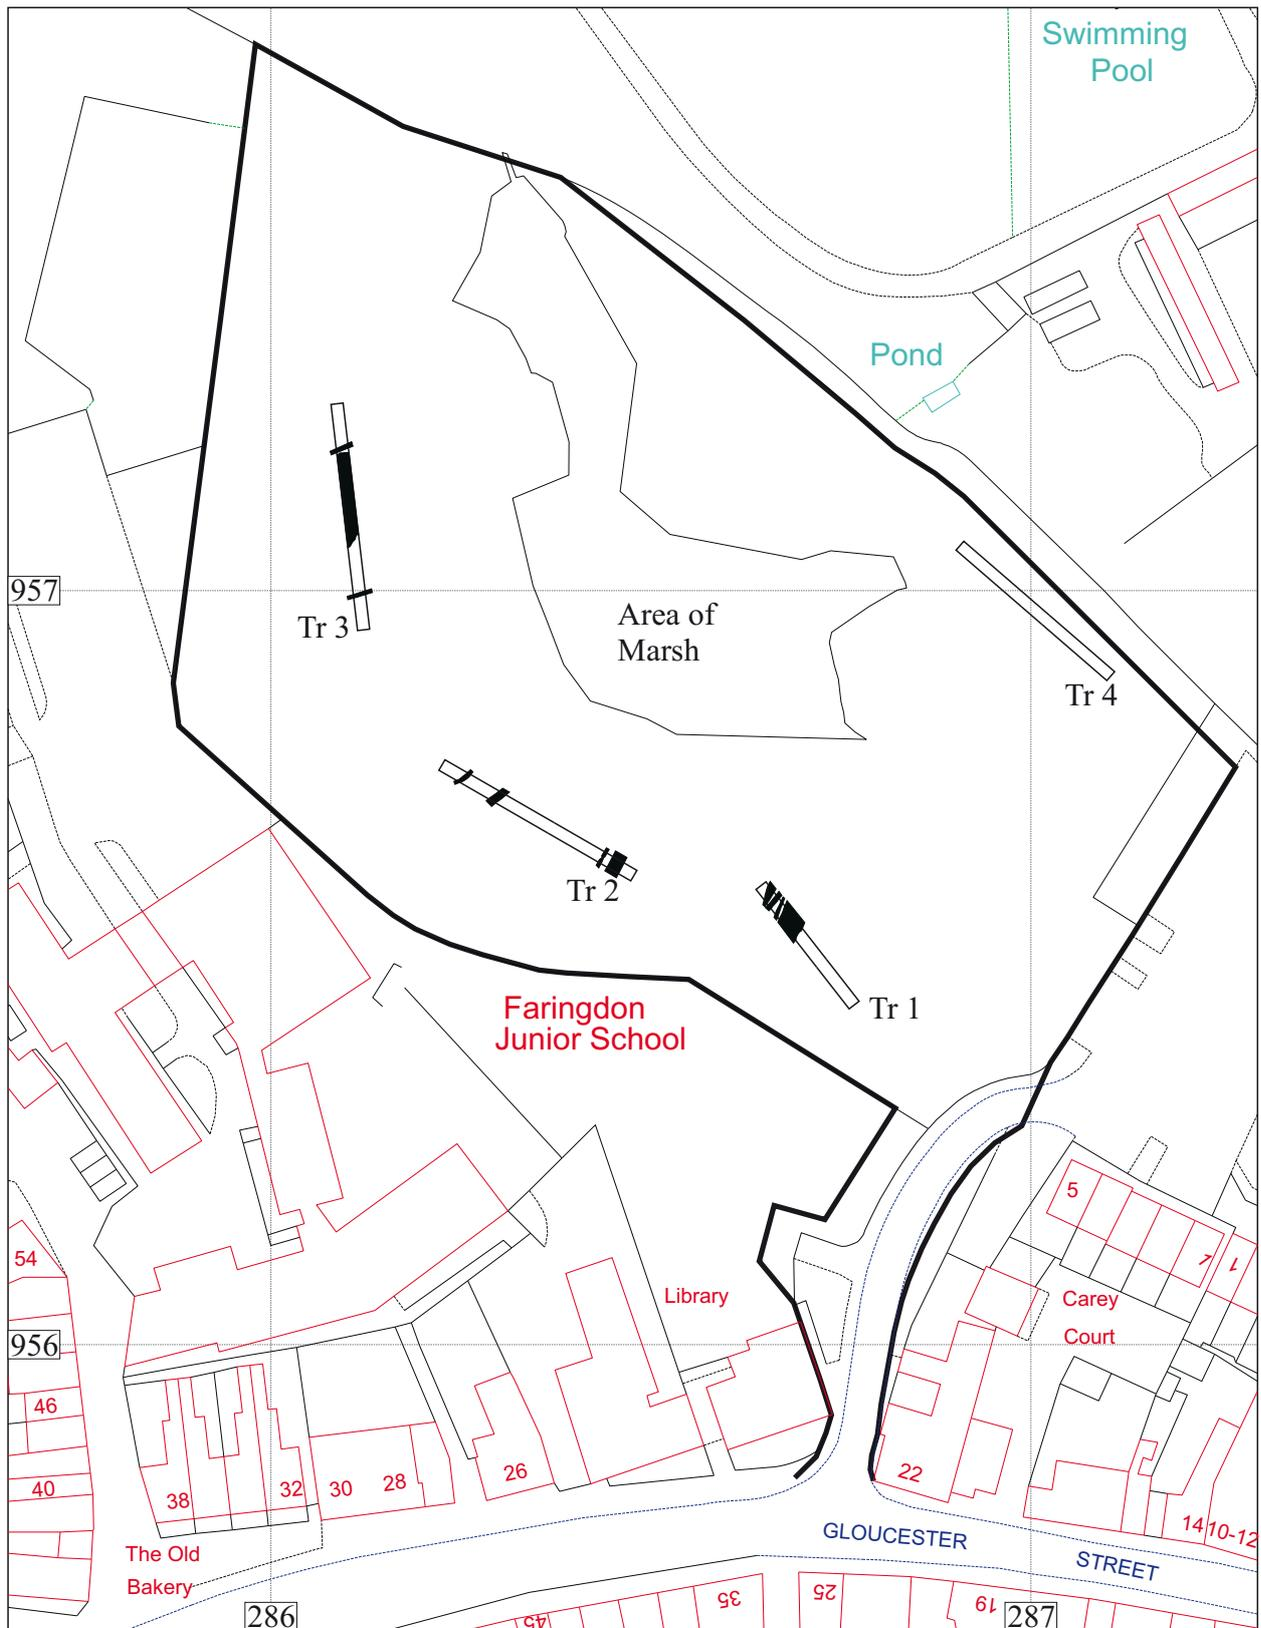 Swimming
Pool
Pond
957
Tr 3
Area of
Marsh
Tr 4
Tr 2
Tr 1
Faringdon
Junior School
5
1
1
54
Library
Carey
Court
956
46
40
38
32
30
28
26
22
14
10-12
The Old
Bakery
GLOUCESTER
STREET
45
35
25
19
286
287